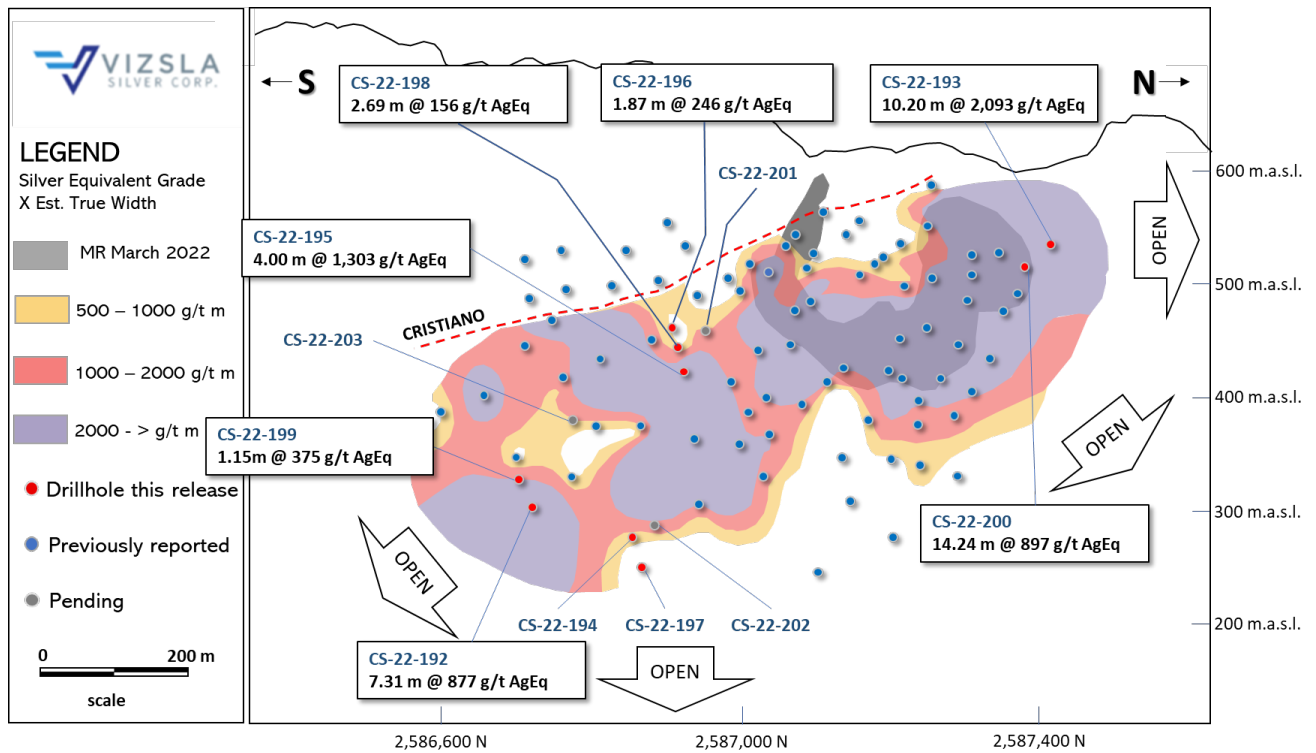 VIZSLA
SILVER CORP.
LEGEND
Silver Equivalent Grade
X Est. True Width
MR March 2022
500 – 1000 g/t m
1000 – 2000 g/t m
2000 - > g/t m
Drillhole this release
Previously reported
Pending
0 200 m
scale
S
N
CS-22-198
2.69 m @ 156 g/t AgEq
CS-22-196
1.87 m @ 246 g/t AgEq
CS-22-193
10.20 m @ 2,093 g/t AgEq
CS-22-201
600 m.a.s.l.
CS-22-195
4.00 m @ 1,303 g/t AgEq
OPEN
500 m.a.s.l.
CRISTIANO
CS-22-203
400 m.a.s.l.
CS-22-199
1.15m @ 375 g/t AgEq
OPEN
300 m.a.s.l.
CS-22-200
14.24 m @ 897 g/t AgEq
OPEN
CS-22-194
CS-22-197
CS-22-202
200 m.a.s.l.
CS-22-192
7.31 m @ 877 g/t AgEq
OPEN
2,586,600 N
2,587,000 N
2,587,400 N